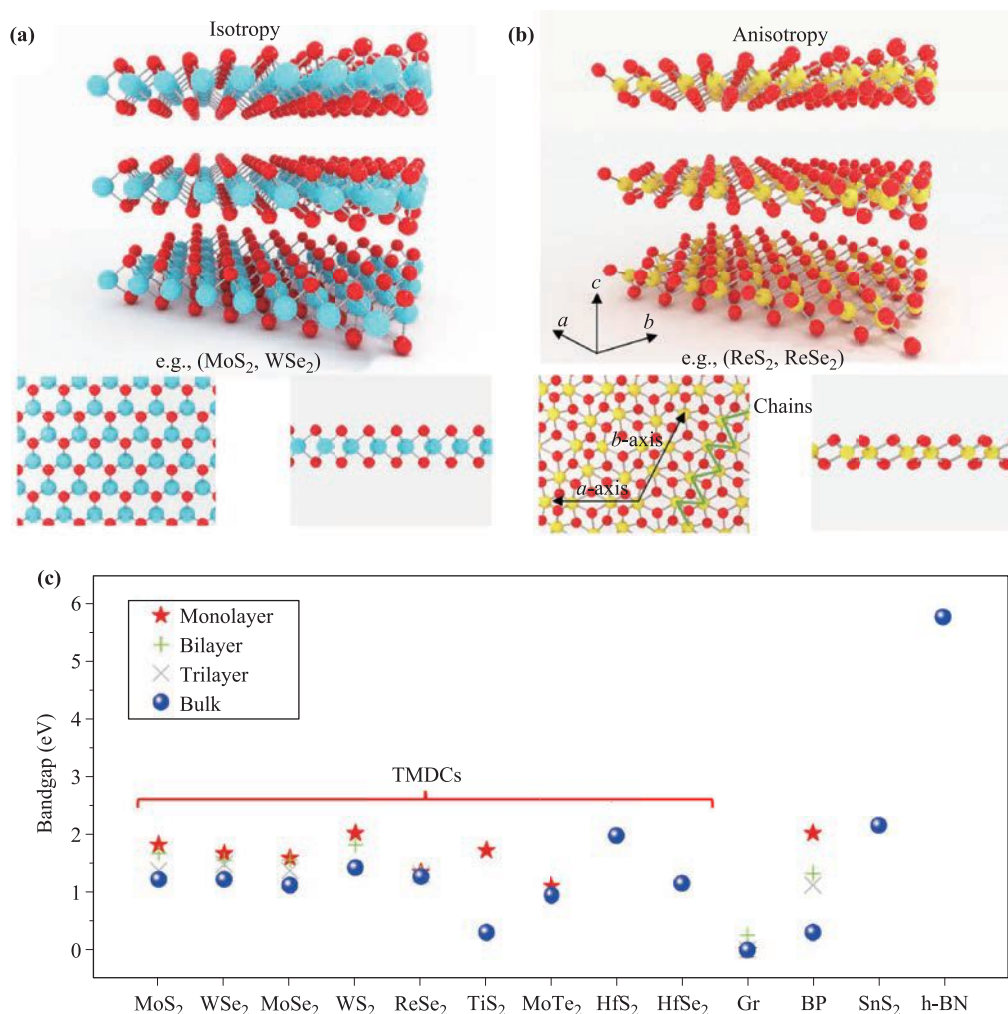 (a)
Isotropy
e.g., (MoS₂, WSe₂)
(b)
Anisotropy
c
a
b
e.g., (ReS₂, ReSe₂)
Chains
b-axis
a-axis
(c)
Monolayer
Bilayer
Trilayer
Bulk
TMDCs
Bandgap (eV)
6
5
4
3
2
1
0
MoS₂ WSe₂ MoSe₂ WS₂ ReSe₂ TiS₂ MoTe₂ HfS₂ HfSe₂ Gr BP SnS₂ h-BN